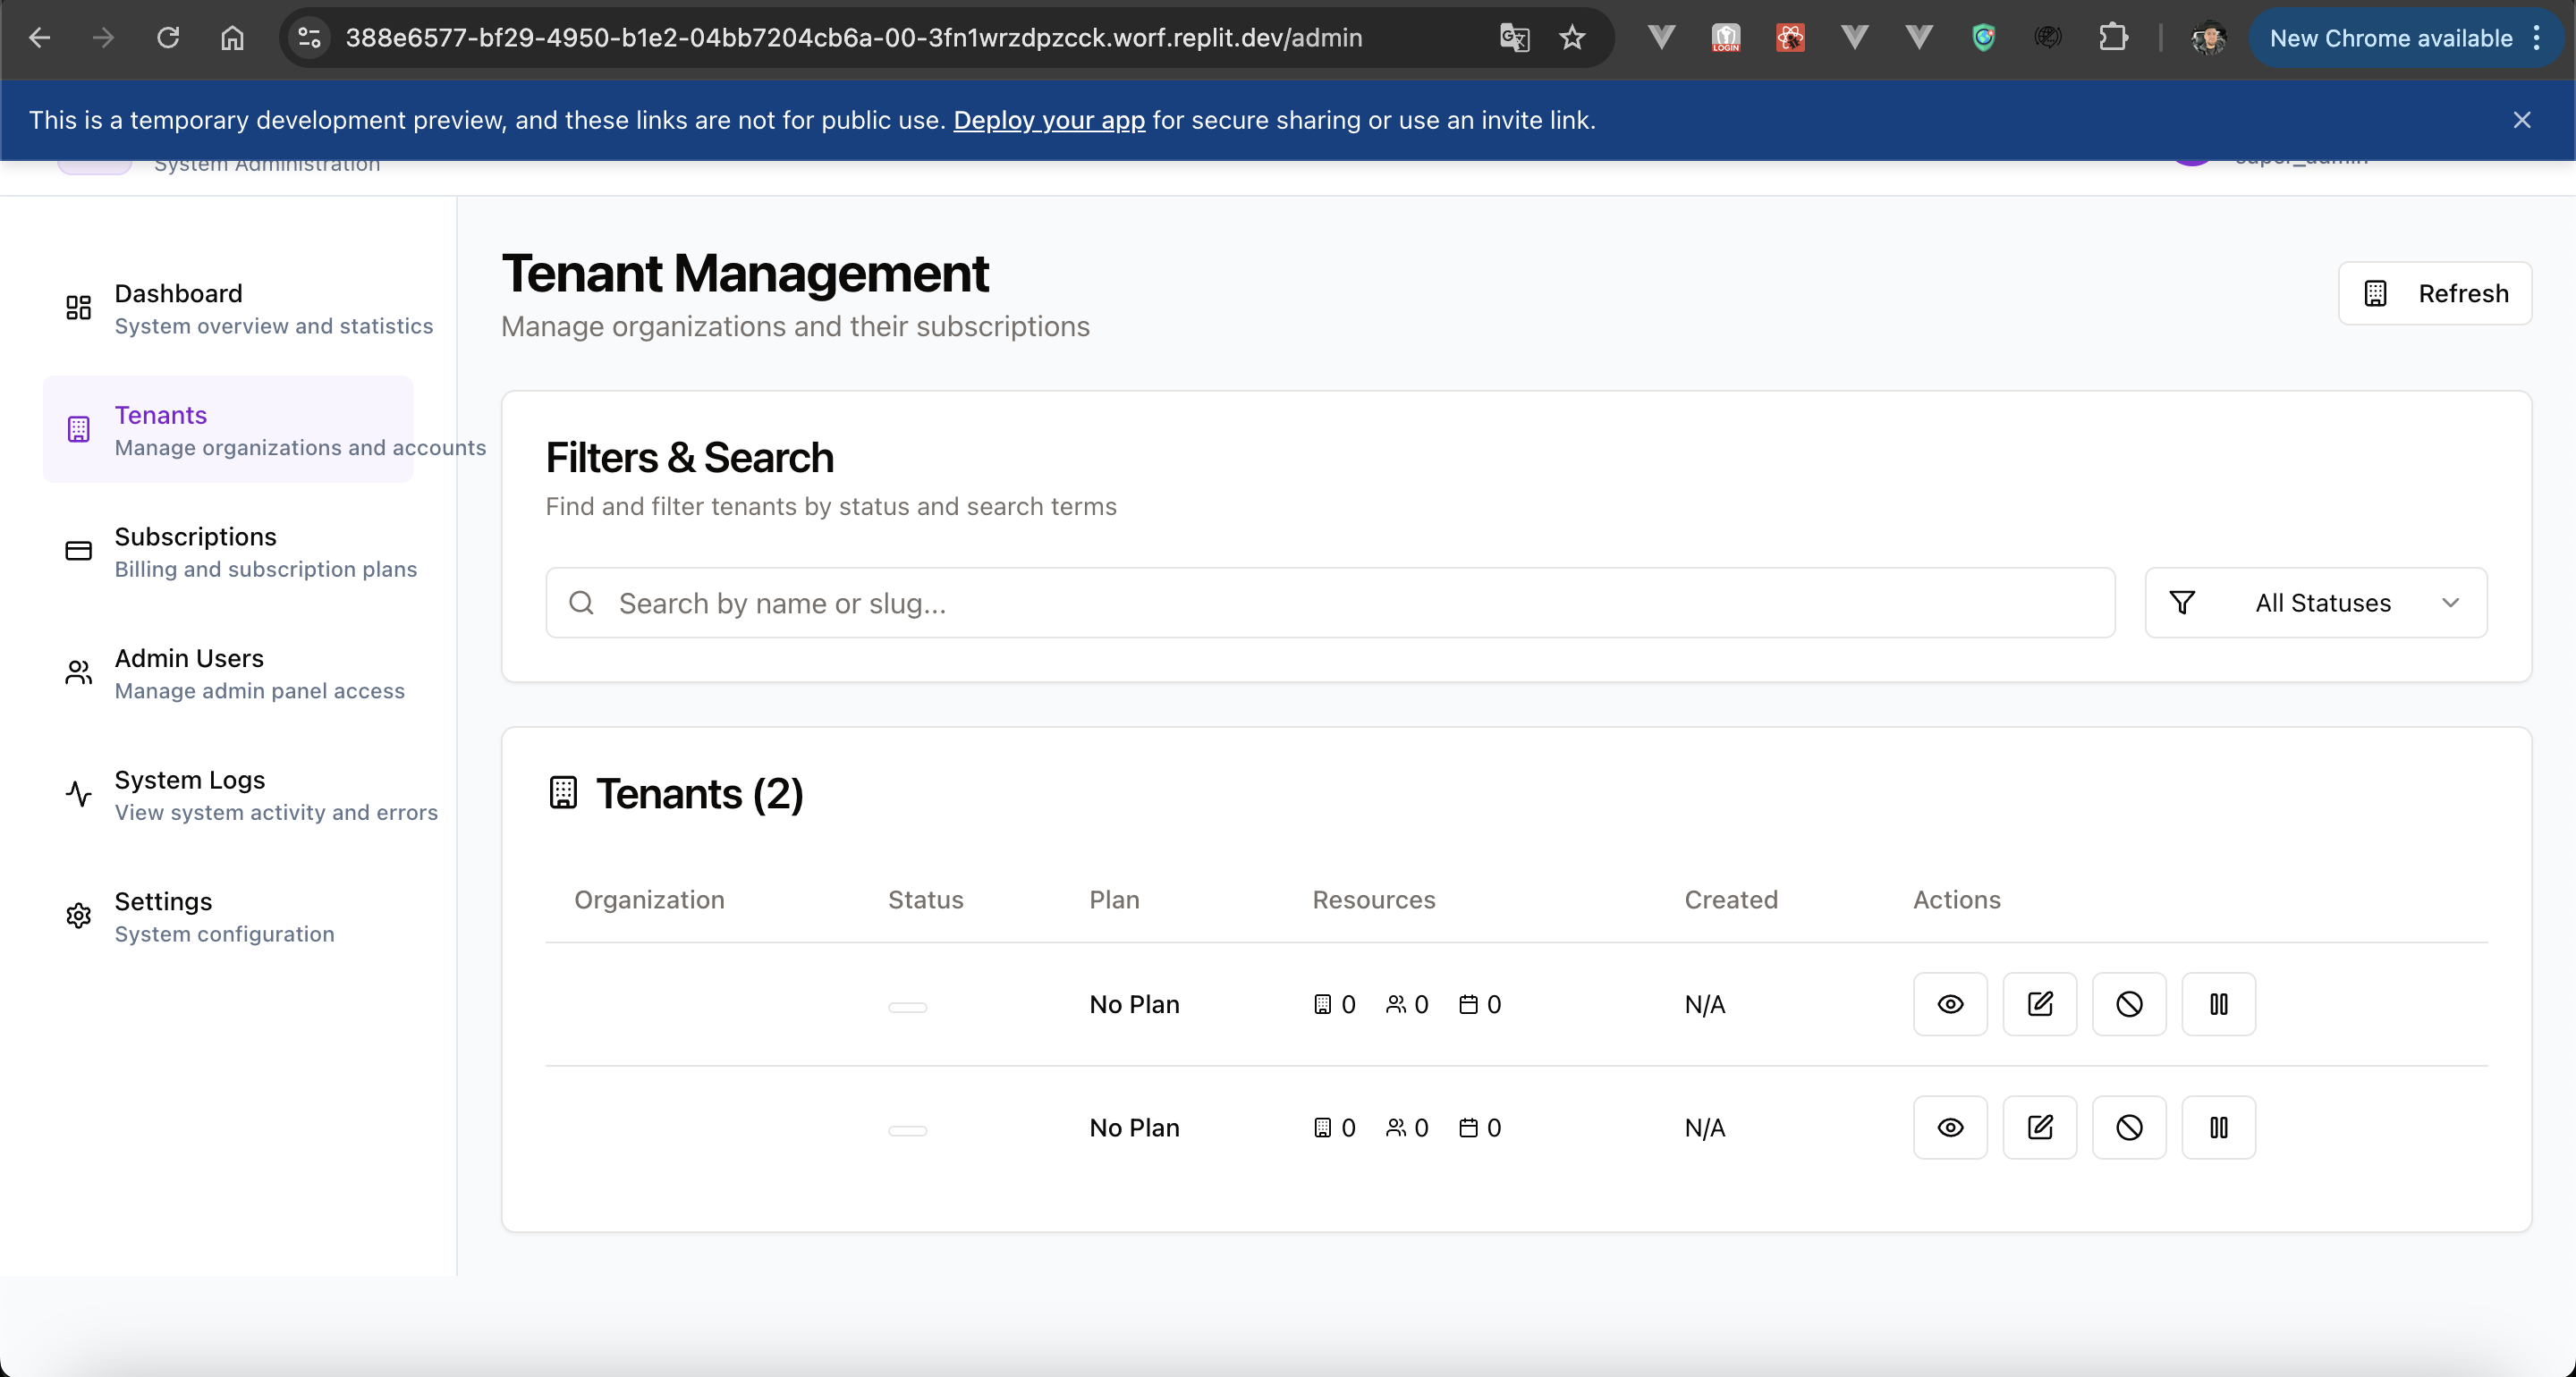 388e6577-bf29-4950-b1e2-04bb7204cb6a-00-3fn1wrzdpzcck.worf.replit.dev/admin
LOGIN
New Chrome available
This is a temporary development preview, and these links are not for public use. Deploy your app for secure sharing or use an invite link.
System Administration
super_admin
Dashboard
System overview and statistics
Tenants
Manage organizations and accounts
Subscriptions
Billing and subscription plans
Admin Users
Manage admin panel access
System Logs
View system activity and errors
Settings
System configuration
Tenant Management
Manage organizations and their subscriptions
Refresh
Filters & Search
Find and filter tenants by status and search terms
Search by name or slug...
All Statuses
Tenants (2)
Organization Status Plan Resources Created Actions
No Plan 0 0 0 N/A
No Plan 0 0 0 N/A